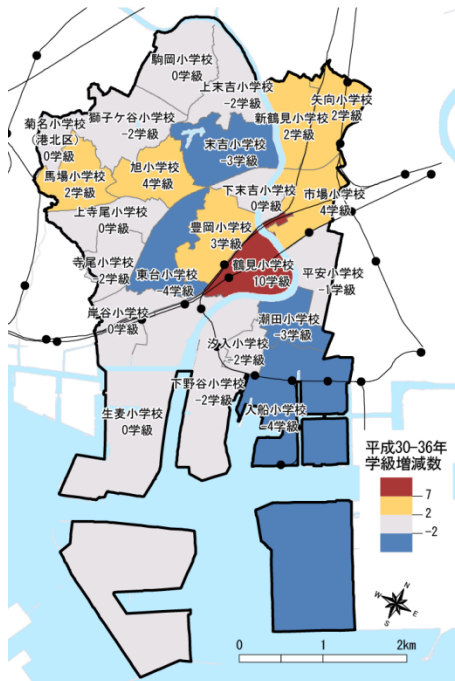 駒岡小学校
0学級
上末吉小学校
-2学級
矢向小学校
2学級
新鶴見小学校
2学級
獅子ケ谷小学校
-2学級
菊名小学校
(港北区)
0学級
末吉小学校
-3学級
旭小学校
4学級
馬場小学校
2学級
下末吉小学校
0学級
市場小学校
4学級
上寺尾小学校
0学級
豊岡小学校
3学級
寺尾小学校
-2学級
東台小学校
-4学級
鶴見小学校
10学級
平安小学校
-1学級
岸谷小学校
0学級
潮田小学校
-3学級
汐入小学校
-2学級
下野谷小学校
-2学級
入船小学校
-4学級
生麦小学校
0学級
平成30-36年
学級増減数
7
2
-2
N
W
E
S
0 1 2km